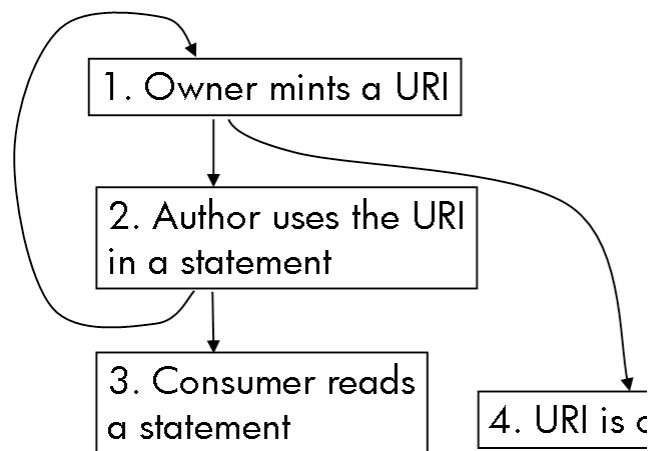 1. Owner mints a URI
2. Author uses the URI
in a statement
3. Consumer reads
a statement
4. URI is